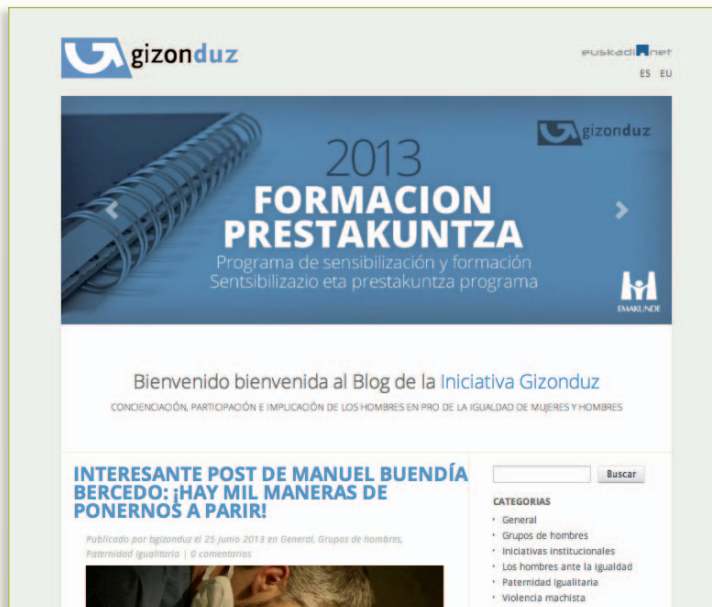 gizonduz
euskadi.net
ES EU
gizonduz
2013
FORMACION
PRESTAKUNTZA
Programa de sensibilización y formación
Sentsibilizazio eta prestakuntza programa
EMAKUNDE
Bienvenido bienvenida al Blog de la Iniciativa Gizonduz
CONCIENCIACIÓN, PARTICIPACIÓN E IMPLICACIÓN DE LOS HOMBRES EN PRO DE LA IGUALDAD DE MUJERES Y HOMBRES
INTERESANTE POST DE MANUEL BUENDÍA
BERCEDO: ¡HAY MIL MANERAS DE
PONERNOS A PARIR!
Publicado por bgizonduz el 25 junio 2013 en General, Grupos de hombres,
Paternidad igualitaria | 0 comentarios
Buscar
CATEGORIAS
General
Grupos de hombres
Iniciativas institucionales
Los hombres ante la igualdad
Paternidad igualitaria
Violencia machista